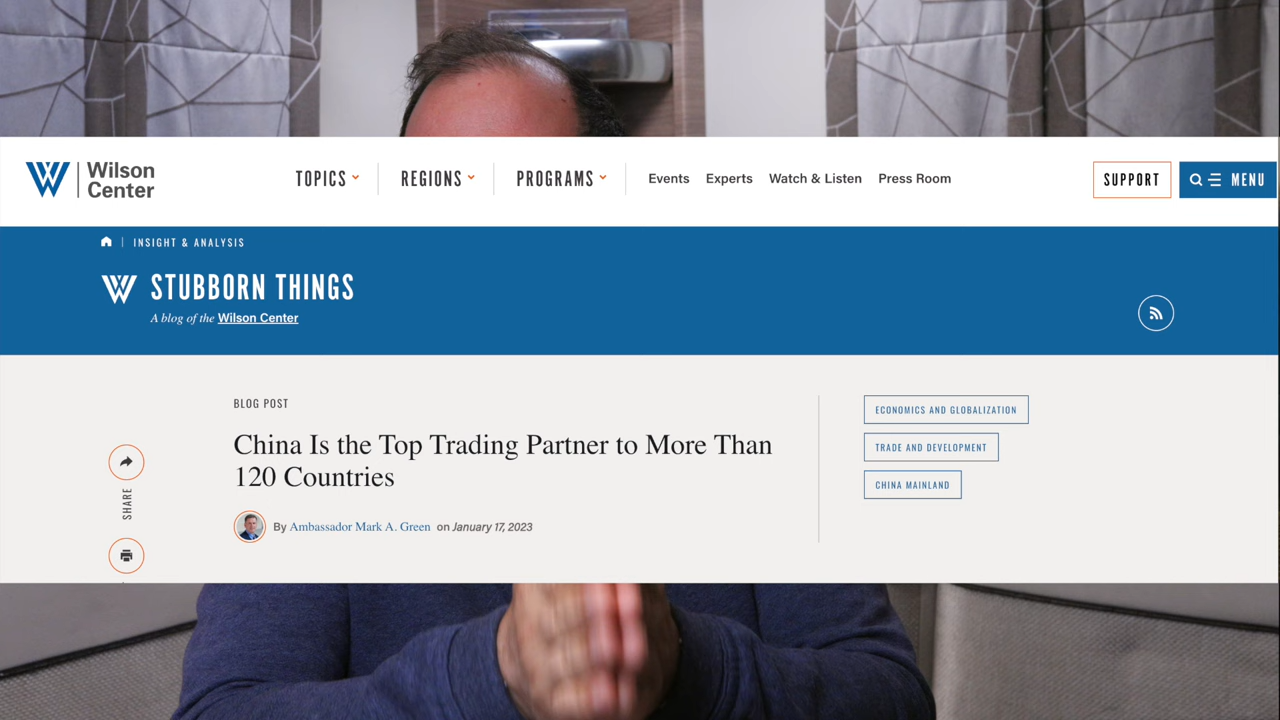 Wilson
Center
TOPICS
REGIONS
PROGRAMS
Events
Experts
Watch & Listen
Press Room
SUPPORT
MENU
INSIGHT & ANALYSIS
STUBBORN THINGS
A blog of the Wilson Center
BLOG POST
China Is the Top Trading Partner to More Than
120 Countries
By Ambassador Mark A. Green on January 17, 2023
SHARE
ECONOMICS AND GLOBALIZATION
TRADE AND DEVELOPMENT
CHINA MAINLAND